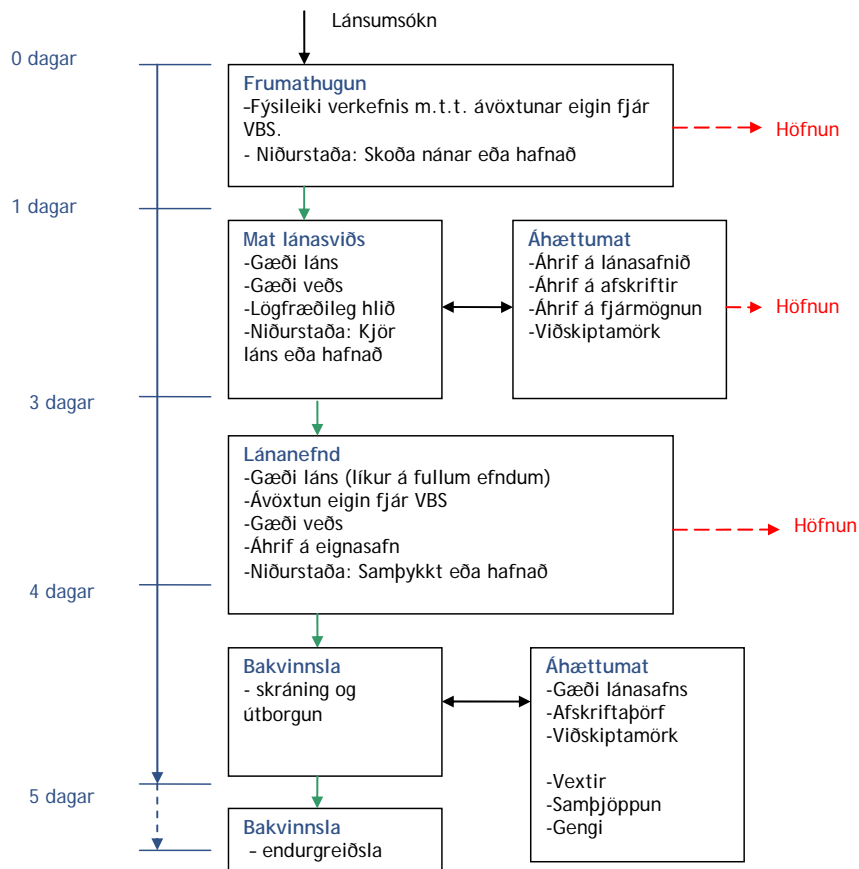 Lánsumsókn
0 dagar
Frumathugun
-Fýsileiki verkefnis m.t.t. ávöxtunar eigin fjár
VBS.
- Niðurstaða: Skoða nánar eða hafnað
Höfnun
1 dagar
Mat lánasviðs
-Gæði láns
-Gæði veðs
-Lögfræðileg hlið
-Niðurstaða: Kjör
láns eða hafnað
Áhættumat
-Áhrif á lánasafnið
-Áhrif á afskriftir
-Áhrif á fjármögnun
-Viðskiptamörk
Höfnun
3 dagar
Lánanefnd
-Gæði láns (líkur á fullum efndum)
-Ávöxtun eigin fjár VBS
-Gæði veðs
-Áhrif á eignasafn
-Niðurstaða: Samþykkt eða hafnað
Höfnun
4 dagar
Bakvinnsla
- skráning og
útborgun
Áhættumat
-Gæði lánasafns
-Afskriftaþörf
-Viðskiptamörk
-Vextir
-Samþjöppun
-Gengi
5 dagar
Bakvinnsla
– endurgreiðsla